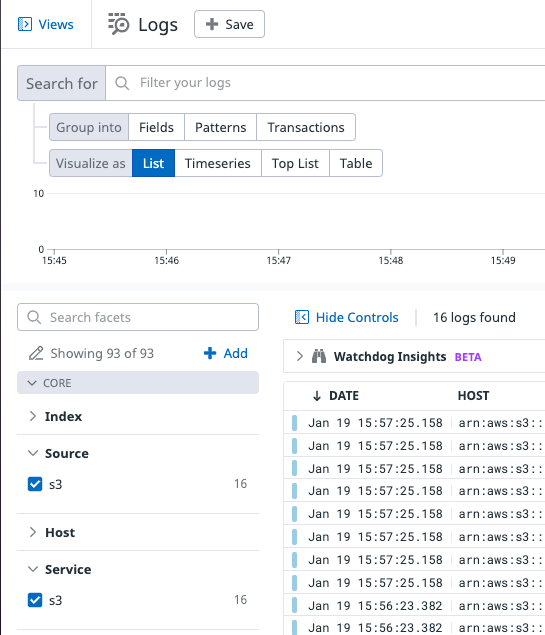 Views
Logs
Save
Search for
Filter your logs
Group into
Fields
Patterns
Transactions
Visualize as
List
Timeseries
Top List
Table
10
0
15:45
15:46
15:47
15:48
15:49
Search facets
Hide Controls
16 logs found
Showing 93 of 93
Add
Watchdog Insights
BETA
CORE
DATE
HOST
Index
Source
s3
16
Host
Service
s3
16
Jan 19 15:57:25.158 arn:aws:s3::
Jan 19 15:57:25.158 arn:aws:s3::
Jan 19 15:57:25.158 arn:aws:s3::
Jan 19 15:57:25.158 arn:aws:s3::
Jan 19 15:57:25.158 arn:aws:s3::
Jan 19 15:57:25.158 arn:aws:s3::
Jan 19 15:57:25.158 arn:aws:s3::
Jan 19 15:57:25.158 arn:aws:s3::
Jan 19 15:56:23.382 arn:aws:s3::
Jan 19 15:56:23.382 arn:aws:s3::